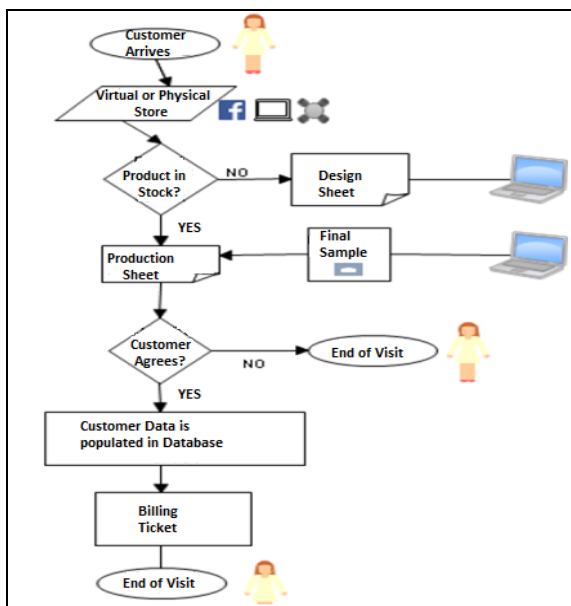 Customer
Arrives
Virtual or Physical
Store
f
Product in
Stock?
NO
Design
Sheet
YES
Production
Sheet
Final
Sample
Customer
Agrees?
NO
End of Visit
YES
Customer Data is
populated in Database
Billing
Ticket
End of Visit